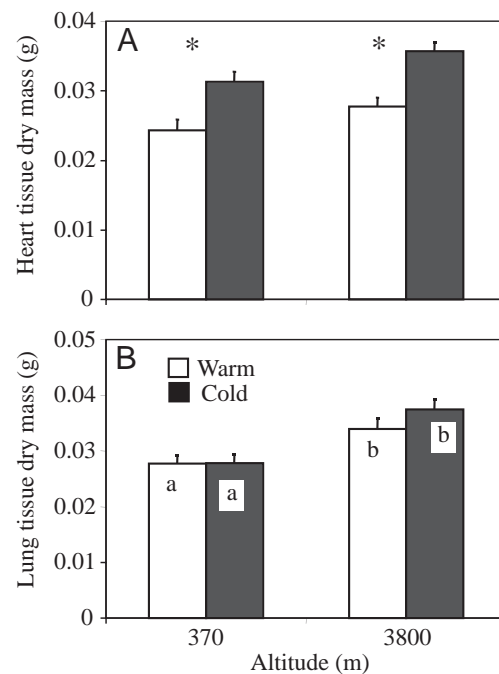 0.04
A
*
*
0.03
0.02
0.01
0
Heart tissue dry mass (g)
0.05
B
Warm
Cold
0.04
0.03
0.02
0.01
0
a
a
b
b
Lung tissue dry mass (g)
370
3800
Altitude (m)